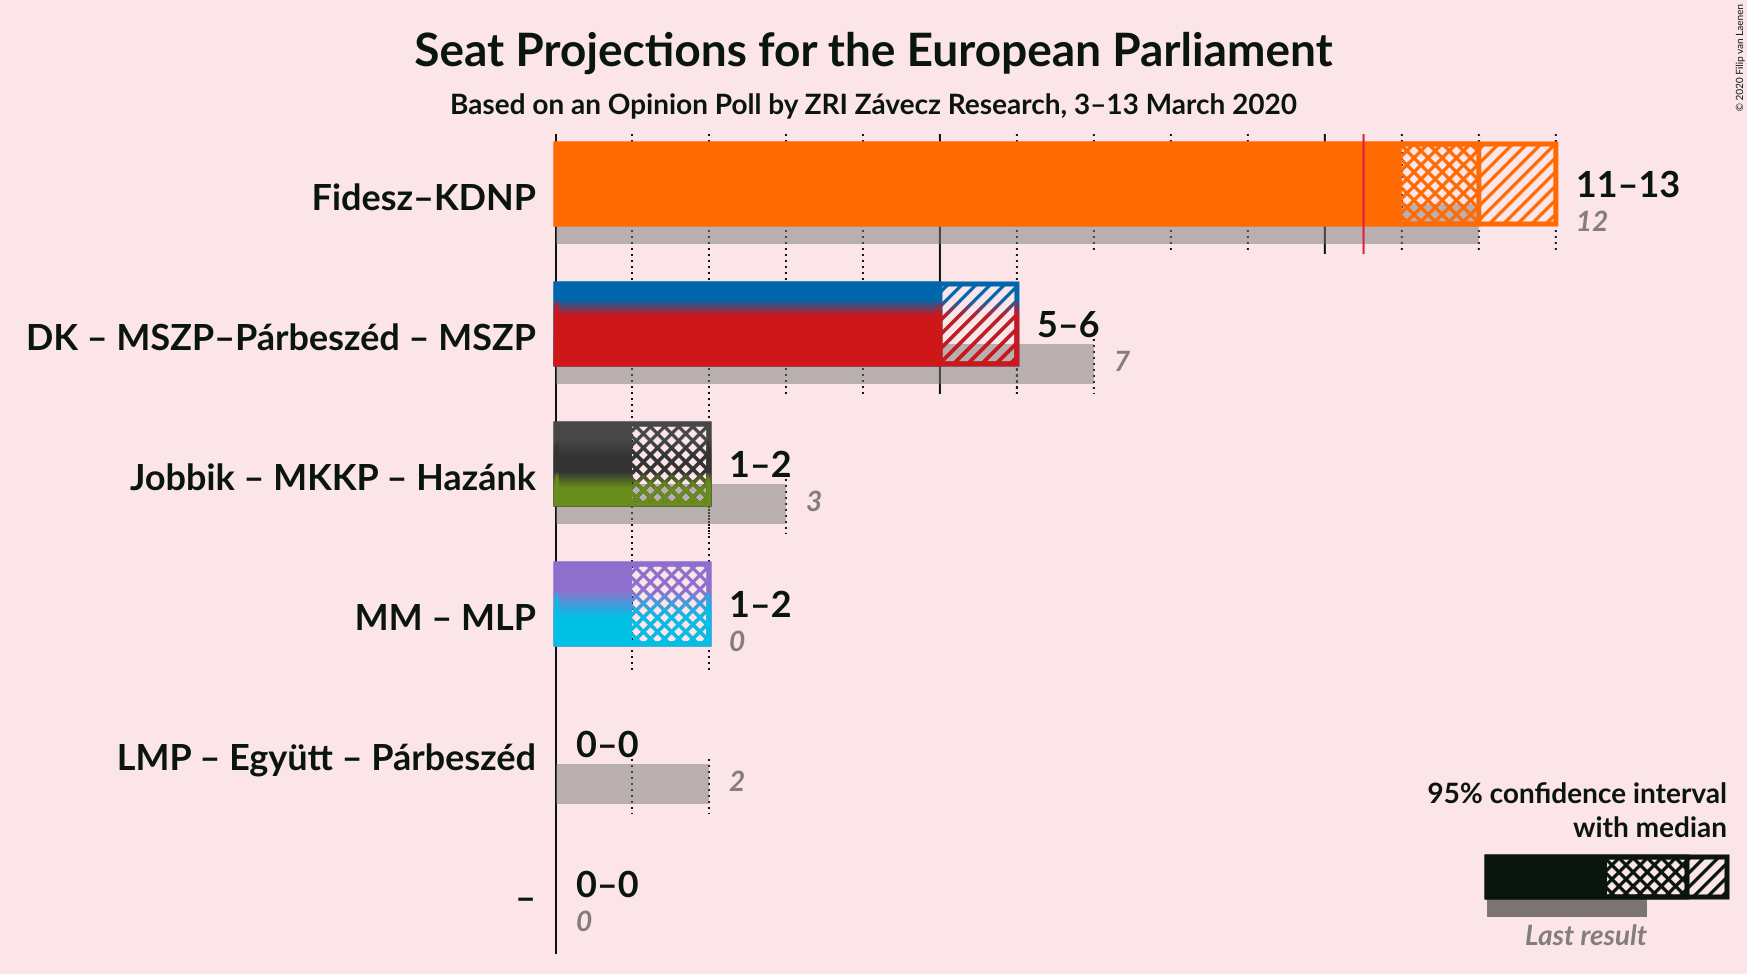 Seat Projections for the European Parliament
Based on an Opinion Poll by ZRI Závecz Research, 3–13 March 2020
© 2020 Filip van Laenen
Fidesz–KDNP
11–13
12
DK – MSZP–Párbeszéd – MSZP
5–6
7
Jobbik – MKKP – Hazánk
1–2
3
MM – MLP
1–2
0
LMP – Együtt – Párbeszéd
0–0
2
–
0–0
0
95% confidence interval
with median
Last result